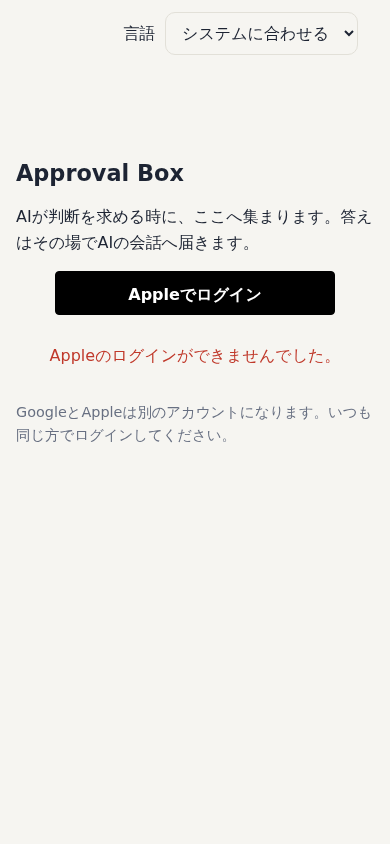 言語 システムに合わせる
Approval Box
AIが判断を求める時に、ここへ集まります。答え
はその場でAIの会話へ届きます。
Appleでログイン
Appleのログインができませんでした。
GoogleとAppleは別のアカウントになります。いつも
同じ方でログインしてください。